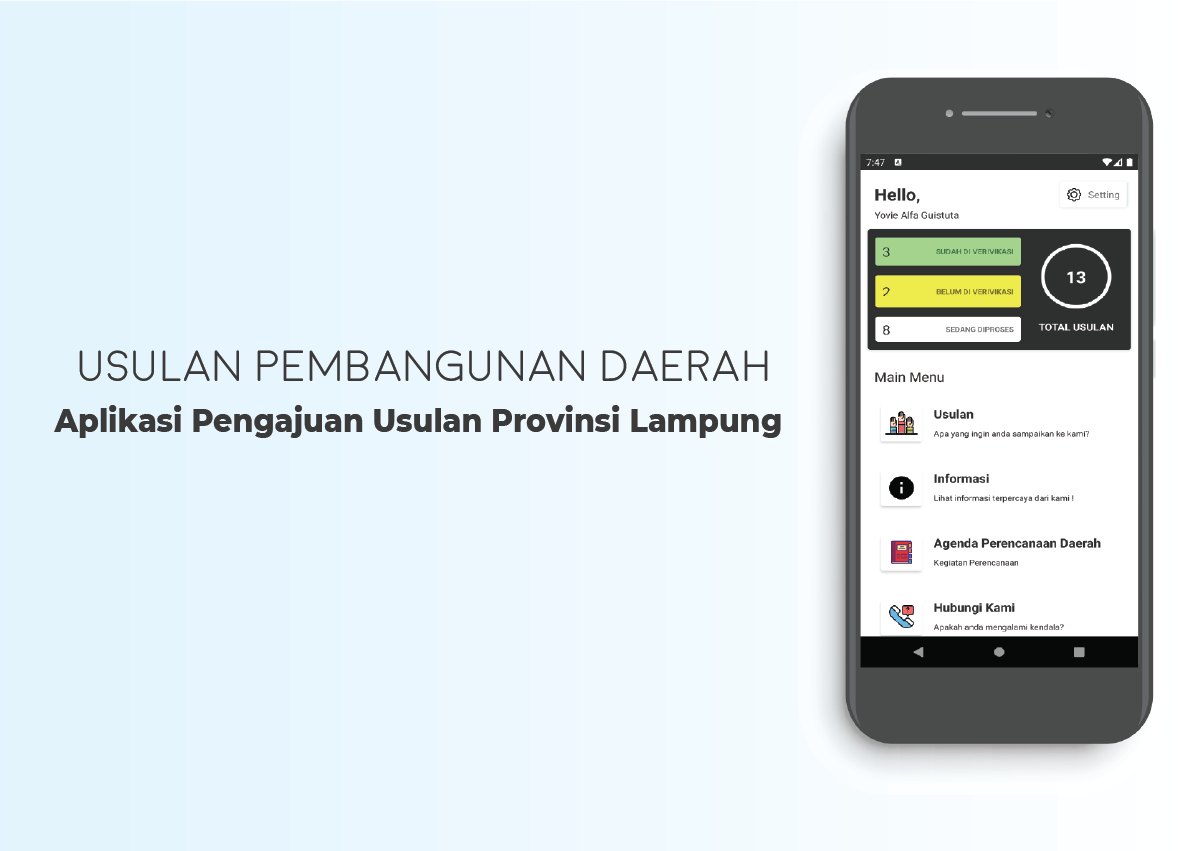 USULAN PEMBANGUNAN DAERAH
Aplikasi Pengajuan Usulan Provinsi Lampung
7:47
Hello,
Setting
Yovie Alfa Guistuta
3 SUDAH DI VERIVIKASI
2 BELUM DI VERIVIKASI
8 SEDANG DIPROSES
13
TOTAL USULAN
Main Menu
Usulan
Apa yang ingin anda sampaikan ke kami?
Informasi
Lihat informasi terpercaya dari kami !
Agenda Perencanaan Daerah
Kegiatan Perencanaan
Hubungi Kami
Apakah anda mengalami kendala?